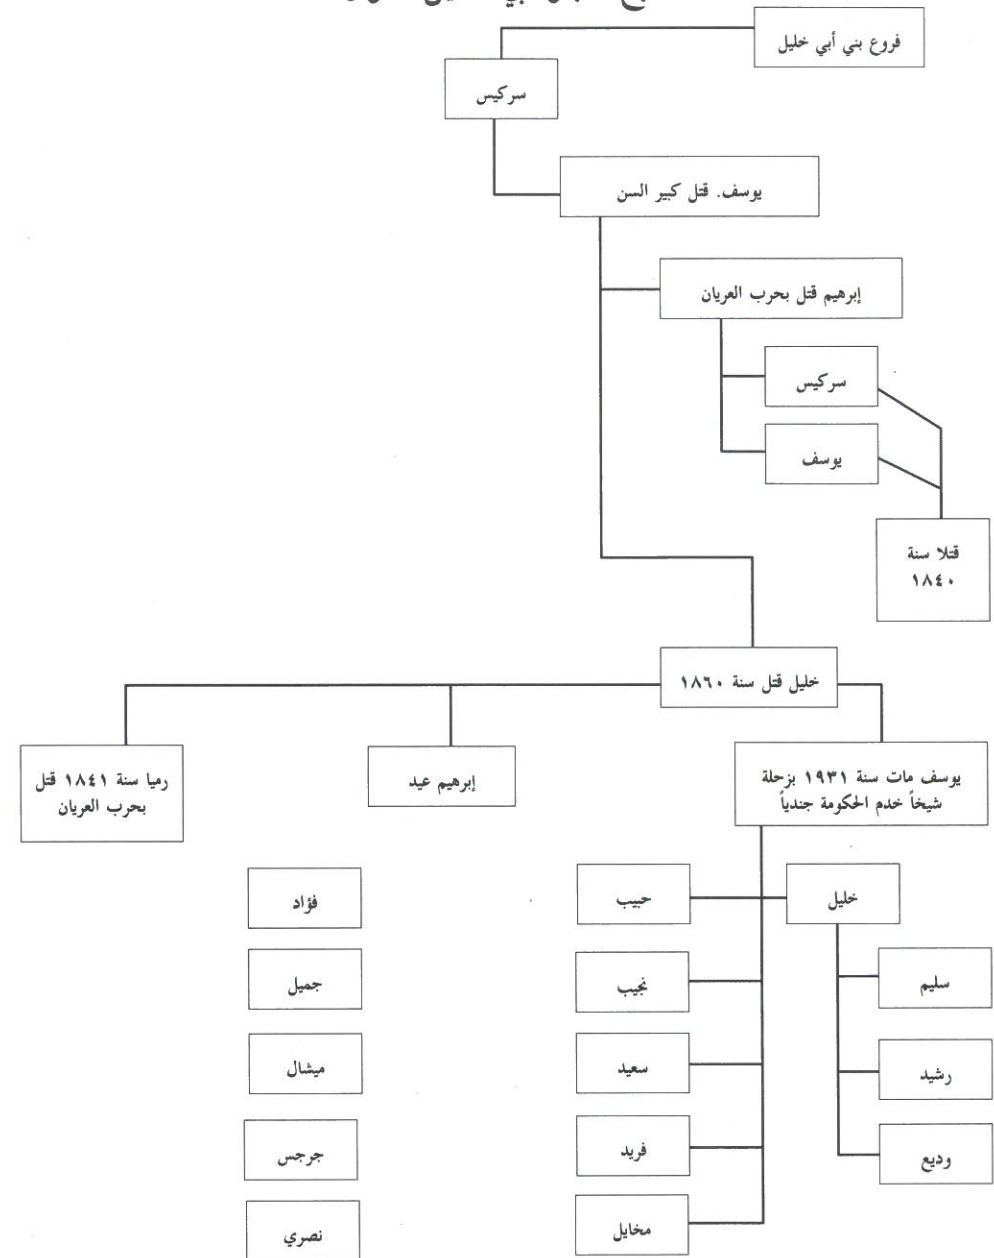 فروع بني أبي خليل
سركيس
يوسف. قتل كبير السن
إبرهيم قتل بحرب العريان
سركيس
يوسف
قتلا سنة
١٨٤٠
خليل قتل سنة ١٨٦٠
يوسف مات سنة ١٩٣١ بزحلة
شيخاً خدم الحكومة جندياً
إبرهيم عيد
رميا سنة ١٨٤١ قتل
بحرب العريان
خليل
حبيب
فؤاد
سليم
نجيب
جميل
رشيد
سعيد
ميشال
وديع
فريد
جرجس
مخايل
نصري